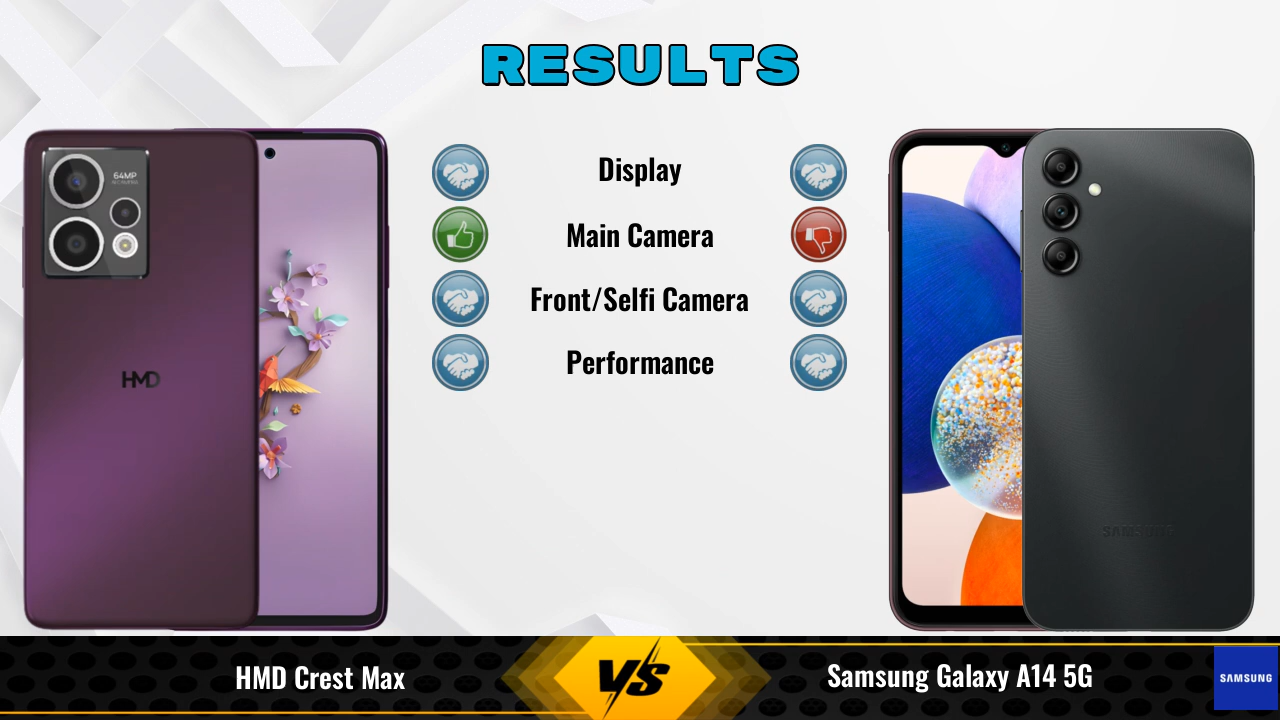 RESULTS
Display
Main Camera
Front/Selfi Camera
Performance
64MP
HMD
SAMSUNG
HMD Crest Max
VS
Samsung Galaxy A14 5G
SAMSUNG